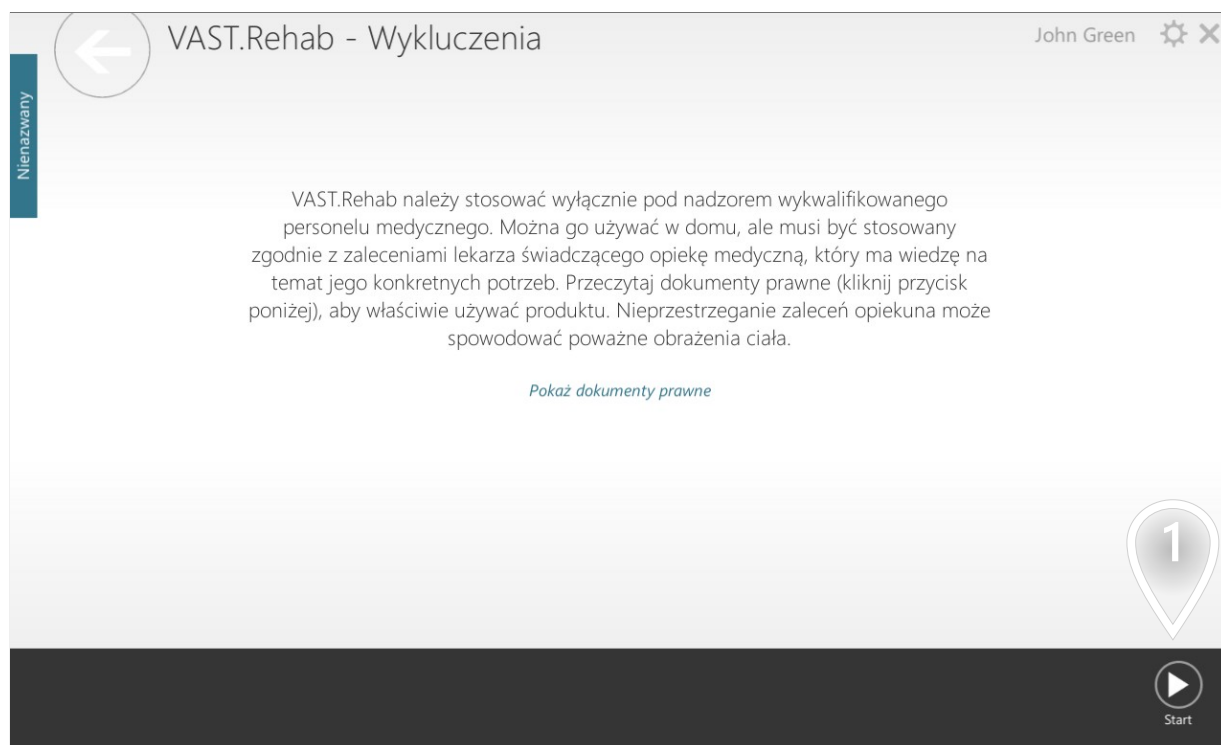 VAST.Rehab - Wykluczenia
John Green
Nienazwany
VAST.Rehab należy stosować wyłącznie pod nadzorem wykwalifikowanego
personelu medycznego. Można go używać w domu, ale musi być stosowany
zgodnie z zaleceniami lekarza świadczącego opiekę medyczną, który ma wiedzę na
temat jego konkretnych potrzeb. Przeczytaj dokumenty prawne (kliknij przycisk
poniżej), aby właściwie używać produktu. Nieprzestrzeganie zaleceń opiekuna może
spowodować poważne obrażenia ciała.
Pokaż dokumenty prawne
1
Start